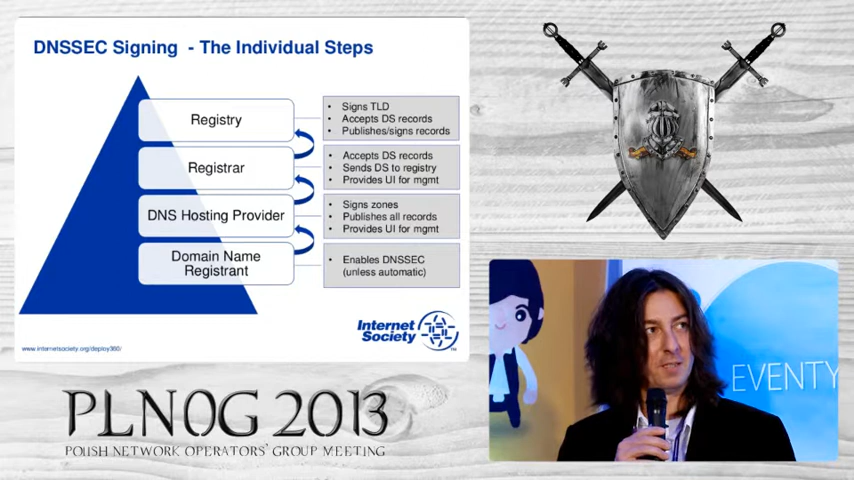 DNSSEC Signing - The Individual Steps
Registry
• Signs TLD
• Accepts DS records
• Publishes/signs records
Registrar
• Accepts DS records
• Sends DS to registry
• Provides UI for mgmt
DNS Hosting Provider
• Signs zones
• Publishes all records
• Provides UI for mgmt
Domain Name
Registrant
• Enables DNSSEC
(unless automatic)
Internet
Society
TM
www.internetsociety.org/deploy360/
PLNOG 2013
POLISH NETWORK OPERATORS' GROUP MEETING
EVENTY